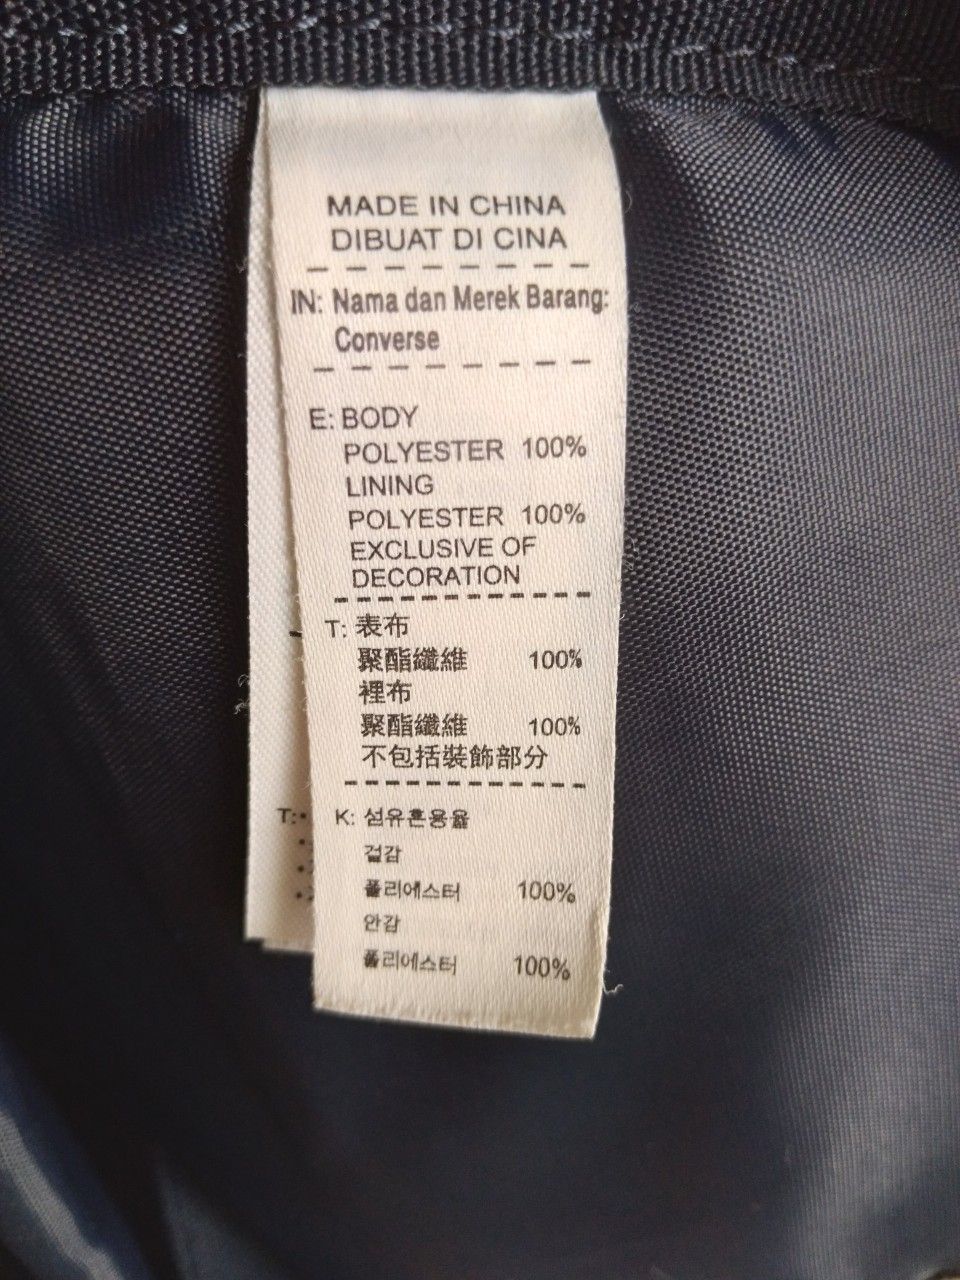 MADE IN CHINA
DIBUAT DI CINA
IN: Nama dan Merek Barang:
Converse
E: BODY
POLYESTER 100%
LINING
POLYESTER 100%
EXCLUSIVE OF
DECORATION
T: 表布
聚酯纖維 100%
裡布
聚酯纖維 100%
不包括裝飾部分
K: 섬유혼용율
겉감
폴리에스터 100%
안감
폴리에스터 100%
T: